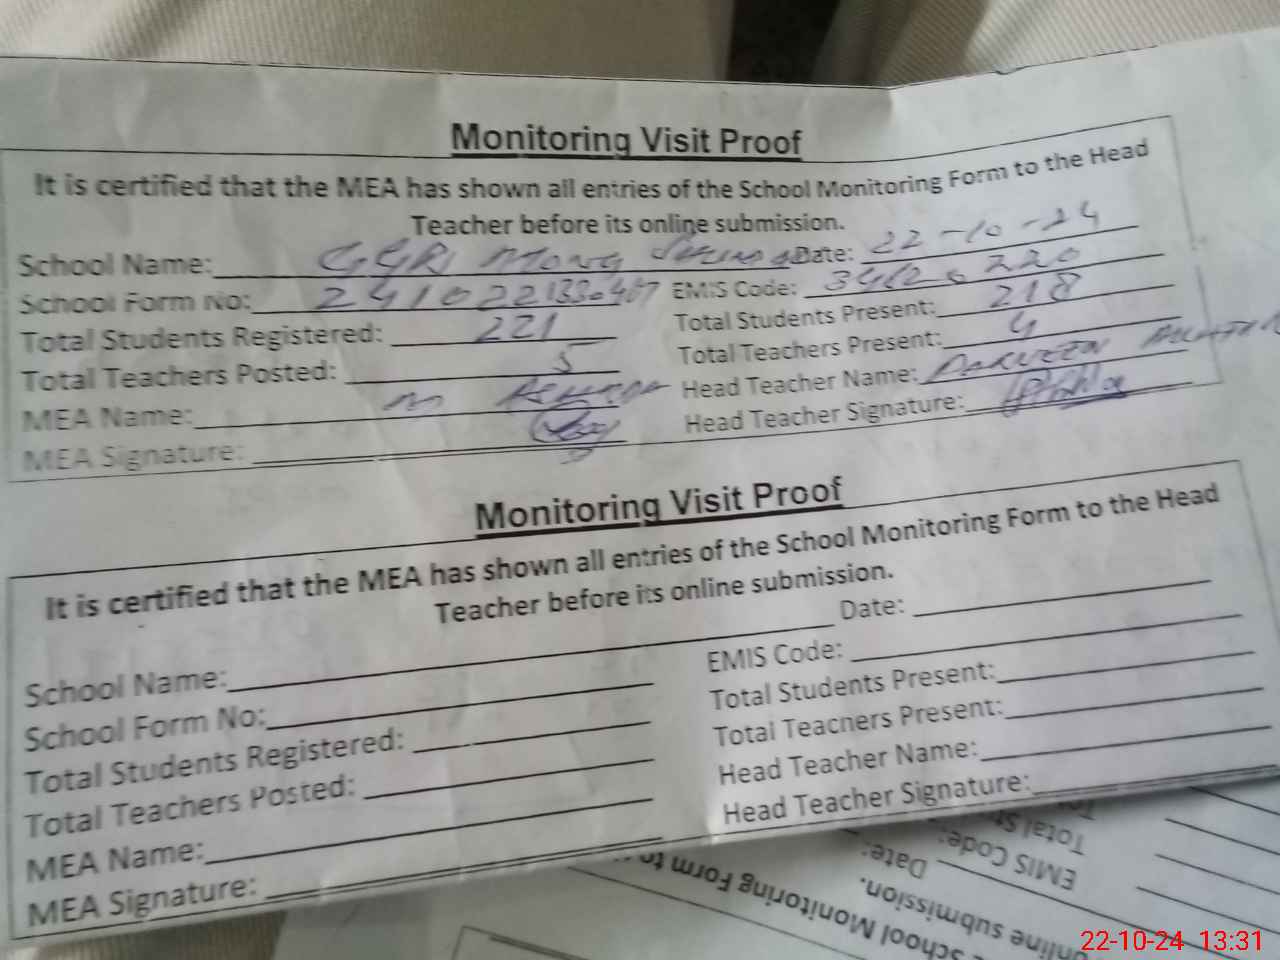 Monitoring Visit Proof
It is certified that the MEA has shown all entries of the School Monitoring Form to the Head
Teacher before its online submission.
School Name: Mong Date: 22-10-24
School Form No: 2410221330407 EMIS Code:
Total Students Registered: 221 Total Students Present: 218
Total Teachers Posted: 5 Total Teachers Present: 4
MEA Name: M Head Teacher Name: Parveen
MEA Signature: Head Teacher Signature:
Monitoring Visit Proof
It is certified that the MEA has shown all entries of the School Monitoring Form to the Head
Teacher before its online submission.
School Name: Date:
School Form No: EMIS Code:
Total Students Registered: Total Students Present:
Total Teachers Posted: Total Teachers Present:
MEA Name: Head Teacher Name:
MEA Signature: Head Teacher Signature:
School Monitoring Form to
online submission.
Date:
EMIS Code:
Total
22-10-24 13:31